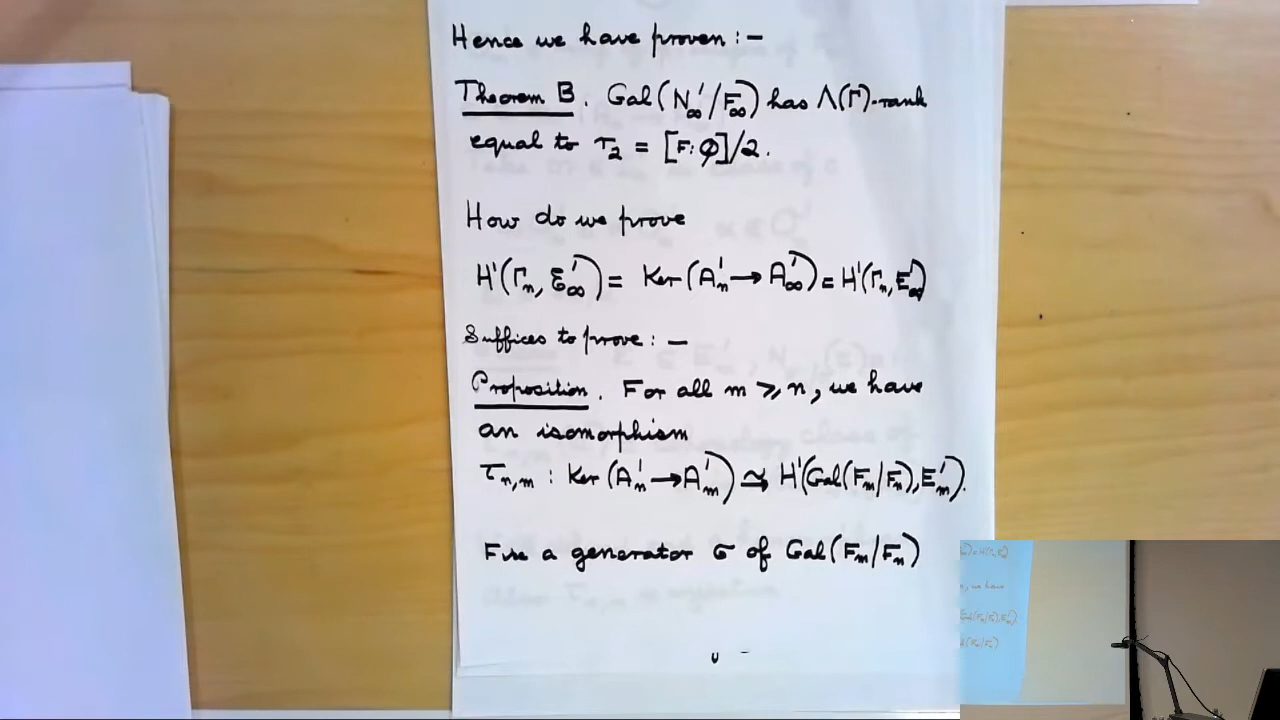 Hence we have proven :—
Theorem B. Gal(N'∞/F∞) has Λ(Γ)-rank
equal to r₂ = [F:ℚ]/2.
How do we prove
H¹(Γₙ, ℰ'∞) = Ker(A'ₙ → A'∞) = H¹(Γₙ, E'∞)
Suffices to prove :—
Proposition. For all m ≥ n, we have
an isomorphism
τₙ,ₘ : Ker(A'ₙ → A'ₘ) ≃ H¹(Gal(Fₘ/Fₙ), E'ₘ).
Fix a generator σ of Gal(Fₘ/Fₙ)